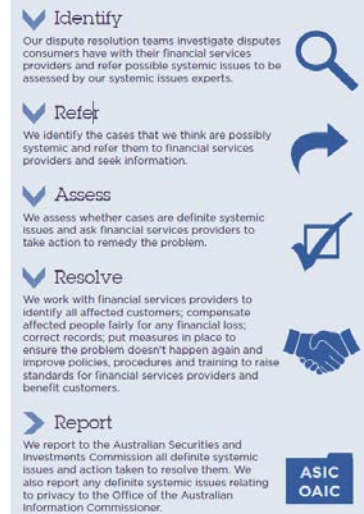 Identify
Our dispute resolution teams investigate disputes
consumers have with their financial services
providers and refer possible systemic issues to be
assessed by our systemic issues experts.
Refer
We identify the cases that we think are possibly
systemic and refer them to financial services
providers and seek information.
Assess
We assess whether cases are definite systemic
issues and ask financial services providers to
take action to remedy the problem.
Resolve
We work with financial services providers to
identify all affected customers; compensate
affected people fairly for any financial loss;
correct records; put measures in place to
ensure the problem doesn't happen again and
improve policies, procedures and training to raise
standards for financial services providers and
benefit customers.
Report
We report to the Australian Securities and
Investments Commission all definite systemic
issues and action taken to resolve them. We
also report any definite systemic issues relating
to privacy to the Office of the Australian
Information Commissioner.
ASIC
OAIC